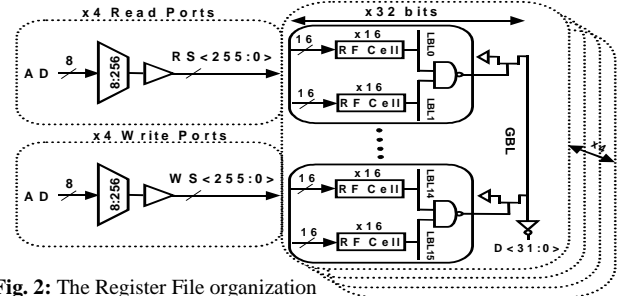 x4 Read Ports
AD
8
8:256
RS<255:0>
x4 Write Ports
AD
8
8:256
WS<255:0>
x32 bits
16
x16
RF Cell
LBL0
16
x16
RF Cell
LBL1
16
x16
RF Cell
LBL14
16
x16
RF Cell
LBL15
GBL
x4
D<31:0>
Fig. 2: The Register File organization